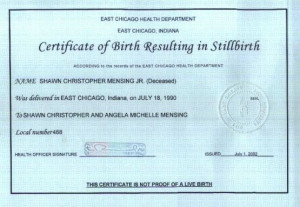 EAST CHICAGO HEALTH DEPARTMENT
EAST CHICAGO, INDIANA
Certificate of Birth Resulting in Stillbirth
ACCORDING to the records of the EAST CHICAGO HEALTH DEPARTMENT
NAME SHAWN CHRISTOPHER MENSING JR. (Deceased)
Was delivered in EAST CHICAGO, Indiana, on JULY 18, 1990
To SHAWN CHRISTOPHER AND ANGELA MICHELLE MENSING
Local number 488
HEALTH OFFICER SIGNATURE
ISSUED July 1, 2002
THIS CERTIFICATE IS NOT PROOF OF A LIVE BIRTH